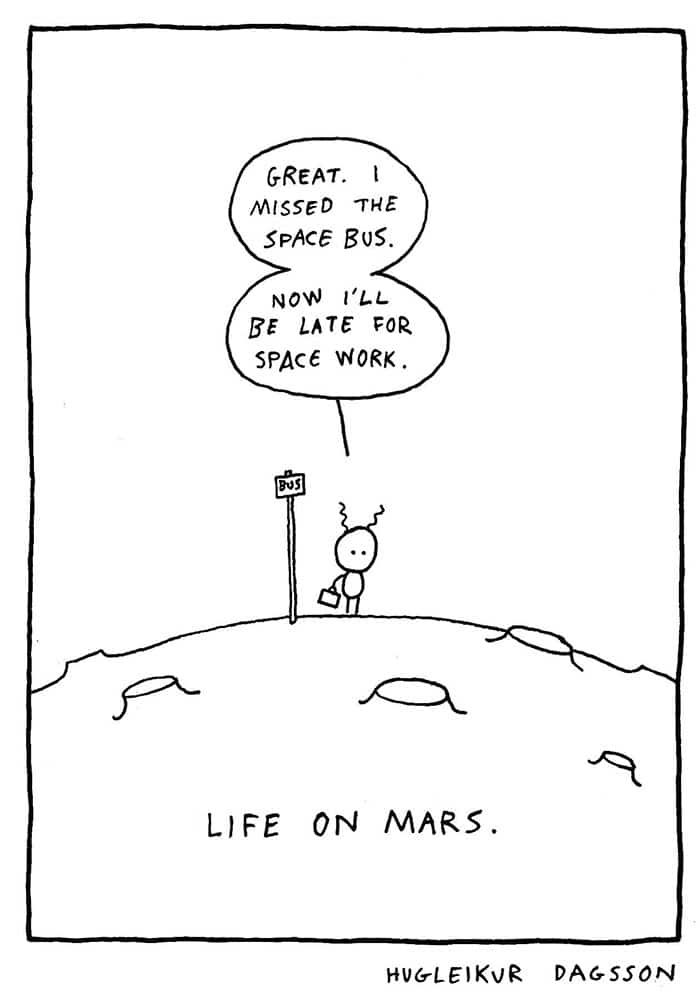 GREAT. I
MISSED THE
SPACE BUS.
NOW I'LL
BE LATE FOR
SPACE WORK.
BUS
LIFE ON MARS.
HUGLEIKUR DAGSSON